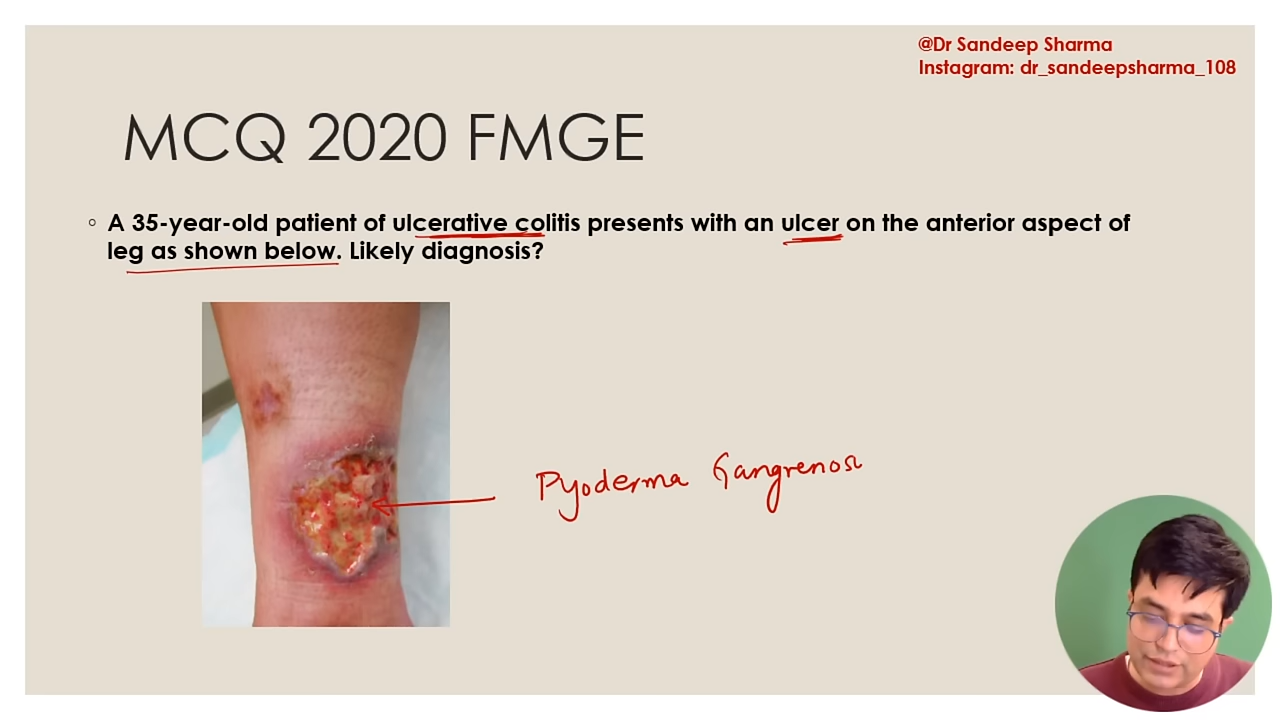 @Dr Sandeep Sharma
Instagram: dr_sandeepsharma_108
MCQ 2020 FMGE
◦ A 35-year-old patient of ulcerative colitis presents with an ulcer on the anterior aspect of
leg as shown below. Likely diagnosis?
Pyoderma Gangrenos